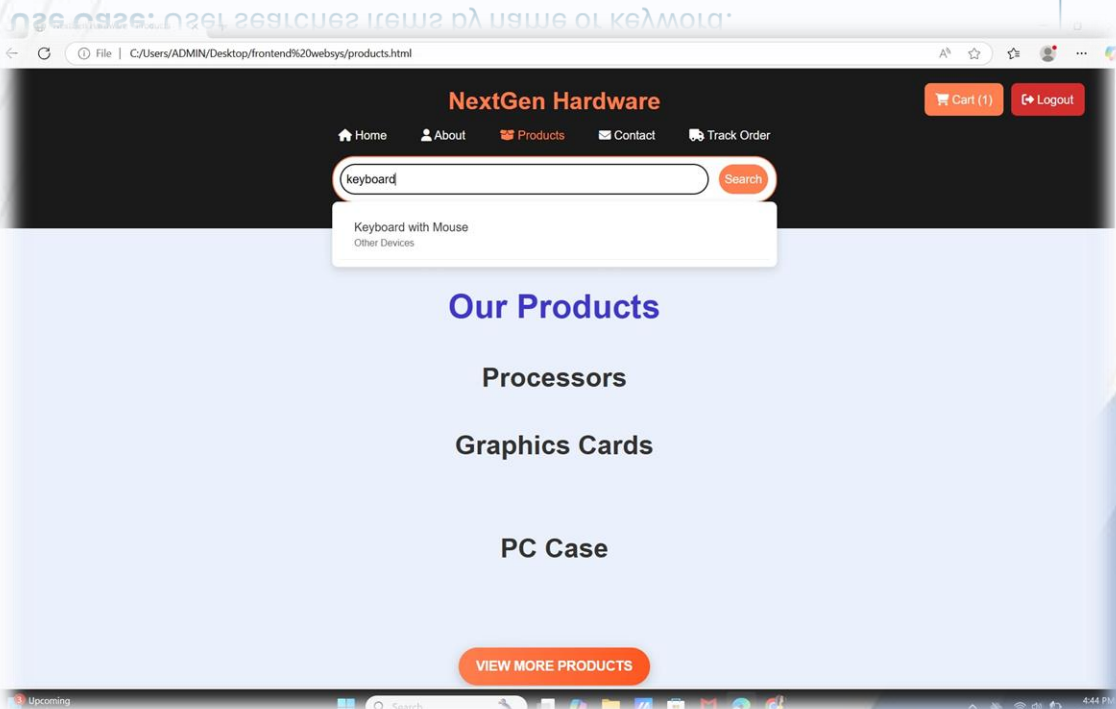 Use Case: User searches items by name or keyword.
File | C:/Users/ADMIN/Desktop/frontend%20websys/products.html
NextGen Hardware
Cart (1) Logout
Home About Products Contact Track Order
keyboard Search
Keyboard with Mouse
Other Devices
Our Products
Processors
Graphics Cards
PC Case
VIEW MORE PRODUCTS
3 Upcoming Search 4:44 PM